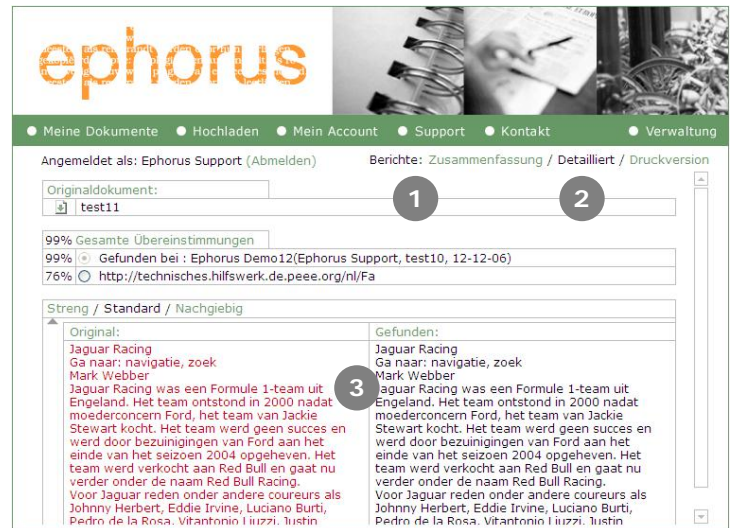 ephorus
Meine Dokumente Hochladen Mein Account Support Kontakt Verwaltung
Angemeldet als: Ephorus Support (Abmelden) Berichte: Zusammenfassung / Detailliert / Druckversion
Originaldokument:
test11
1 2
99% Gesamte Übereinstimmungen
99% Gefunden bei : Ephorus Demo12(Ephorus Support, test10, 12-12-06)
76% http://technisches.hilfswerk.de.peee.org/nl/Fa
Streng / Standard / Nachgiebig
Original:
Jaguar Racing
Ga naar: navigatie, zoek
Mark Webber
Jaguar Racing was een Formule 1-team uit
Engeland. Het team ontstond in 2000 nadat
moederconcern Ford, het team van Jackie
Stewart kocht. Het team werd geen succes en
werd door bezuinigingen van Ford aan het
einde van het seizoen 2004 opgeheven. Het
team werd verkocht aan Red Bull en gaat nu
verder onder de naam Red Bull Racing.
Voor Jaguar reden onder andere coureurs als
Johnny Herbert, Eddie Irvine, Luciano Burti,
Pedro de la Rosa, Vitantonio Liuzzi, Justin
3
Gefunden:
Jaguar Racing
Ga naar: navigatie, zoek
Mark Webber
Jaguar Racing was een Formule 1-team uit
Engeland. Het team ontstond in 2000 nadat
moederconcern Ford, het team van Jackie
Stewart kocht. Het team werd geen succes en
werd door bezuinigingen van Ford aan het
einde van het seizoen 2004 opgeheven. Het
team werd verkocht aan Red Bull en gaat nu
verder onder de naam Red Bull Racing.
Voor Jaguar reden onder andere coureurs als
Johnny Herbert, Eddie Irvine, Luciano Burti,
Pedro de la Rosa, Vitantonio Liuzzi, Justin